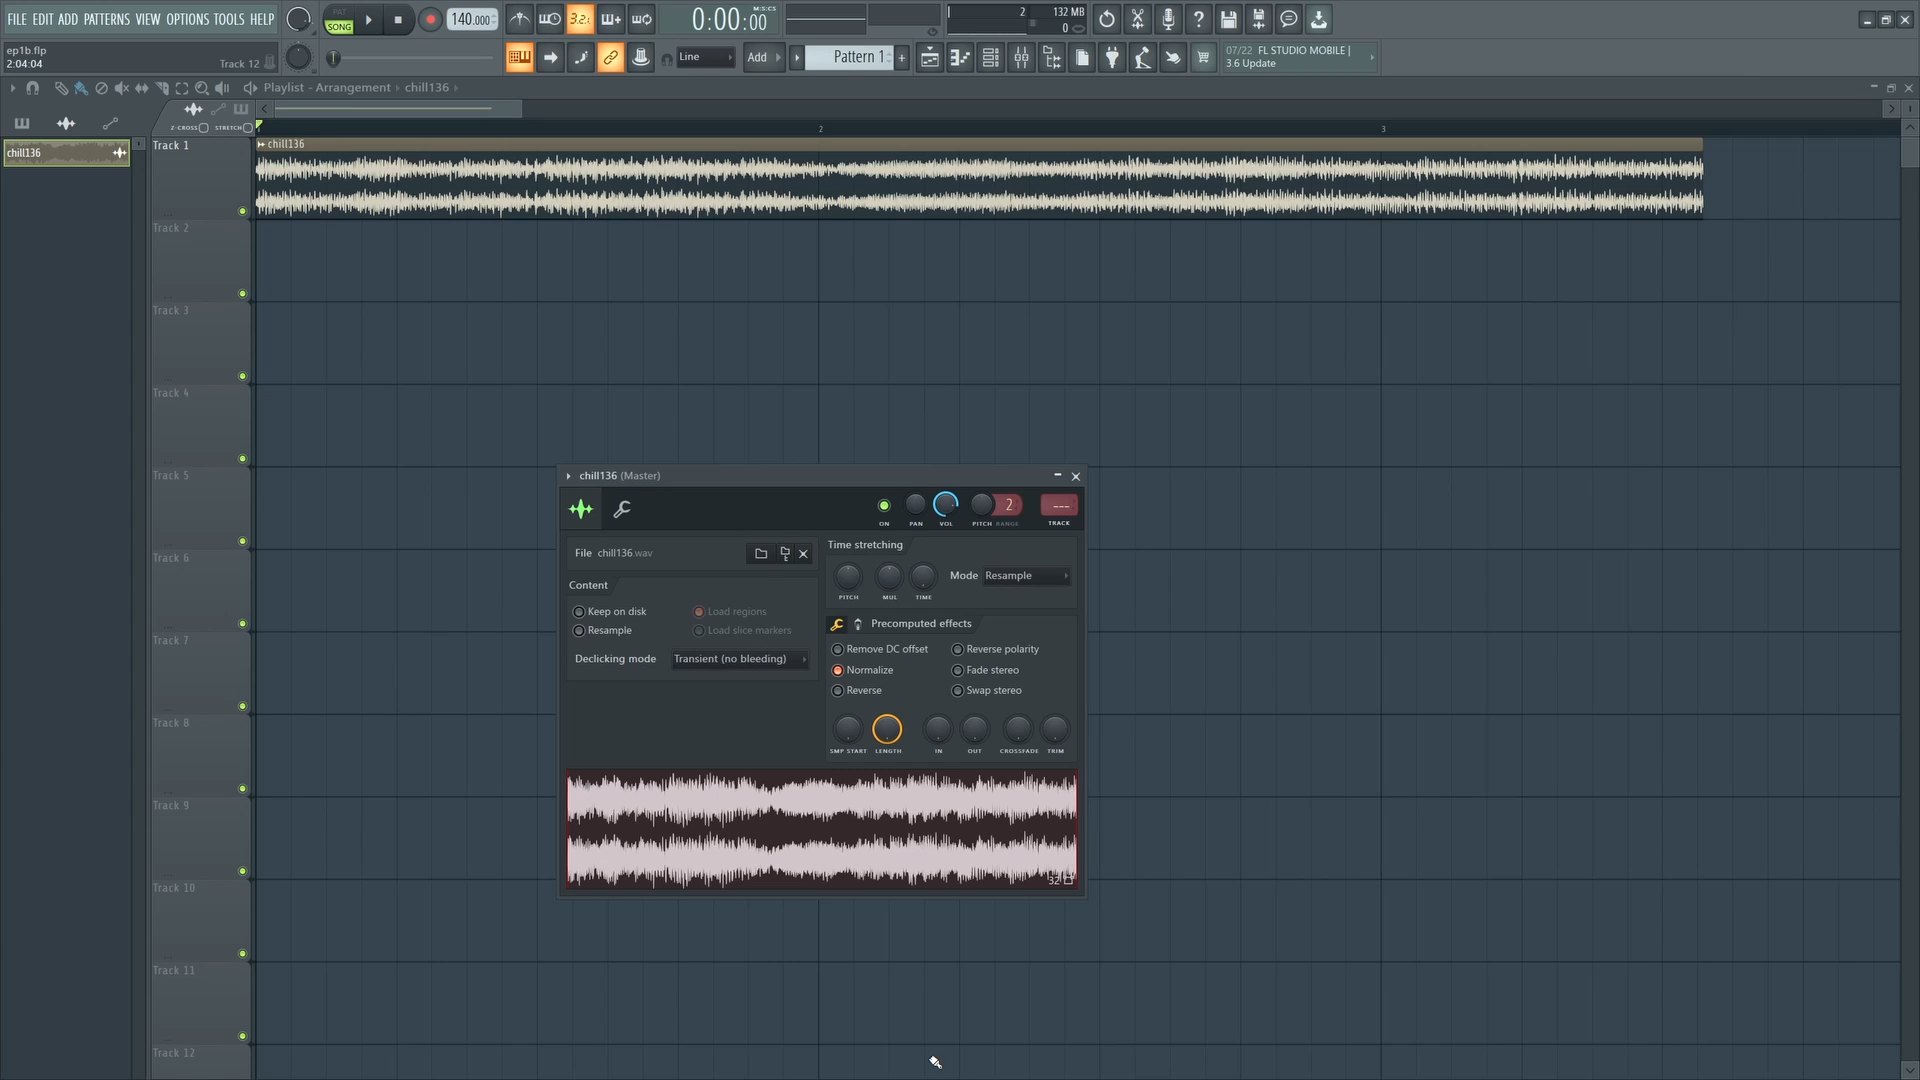 FILE EDIT ADD PATTERNS VIEW OPTIONS TOOLS HELP
PAT
SONG
140.000
3.2.
0:00:00
M:S:CS
2
132 MB
0
ep1b.flp
2:04:04
Track 12
Line
Add
Pattern 1
07/22 FL STUDIO MOBILE |
3.6 Update
Playlist - Arrangement › chill136 ›
Z-CROSS
STRETCH
2
3
chill136
Track 1
chill136
Track 2
Track 3
Track 4
Track 5
Track 6
Track 7
Track 8
Track 9
Track 10
Track 11
Track 12
chill136 (Master)
2
---
ON
PAN
VOL
PITCH
RANGE
TRACK
File chill136.wav
Content
Keep on disk
Load regions
Resample
Load slice markers
Declicking mode
Transient (no bleeding)
Time stretching
PITCH
MUL
TIME
Mode
Resample
Precomputed effects
Remove DC offset
Reverse polarity
Normalize
Fade stereo
Reverse
Swap stereo
SMP START
LENGTH
IN
OUT
CROSSFADE
TRIM
32